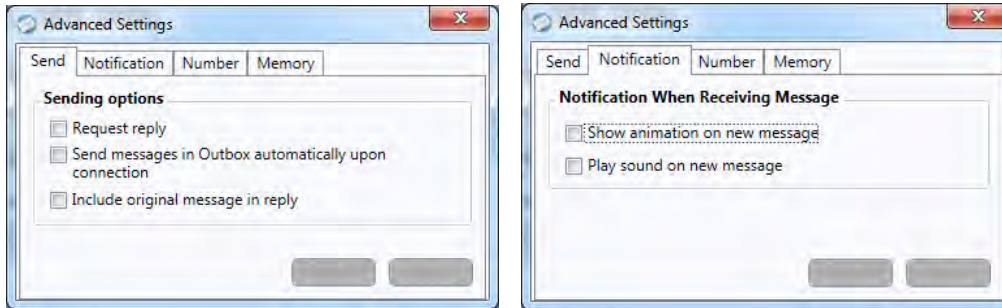 Advanced Settings
Send Notification Number Memory
Sending options
Request reply
Send messages in Outbox automatically upon
connection
Include original message in reply
Advanced Settings
Send Notification Number Memory
Notification When Receiving Message
Show animation on new message
Play sound on new message